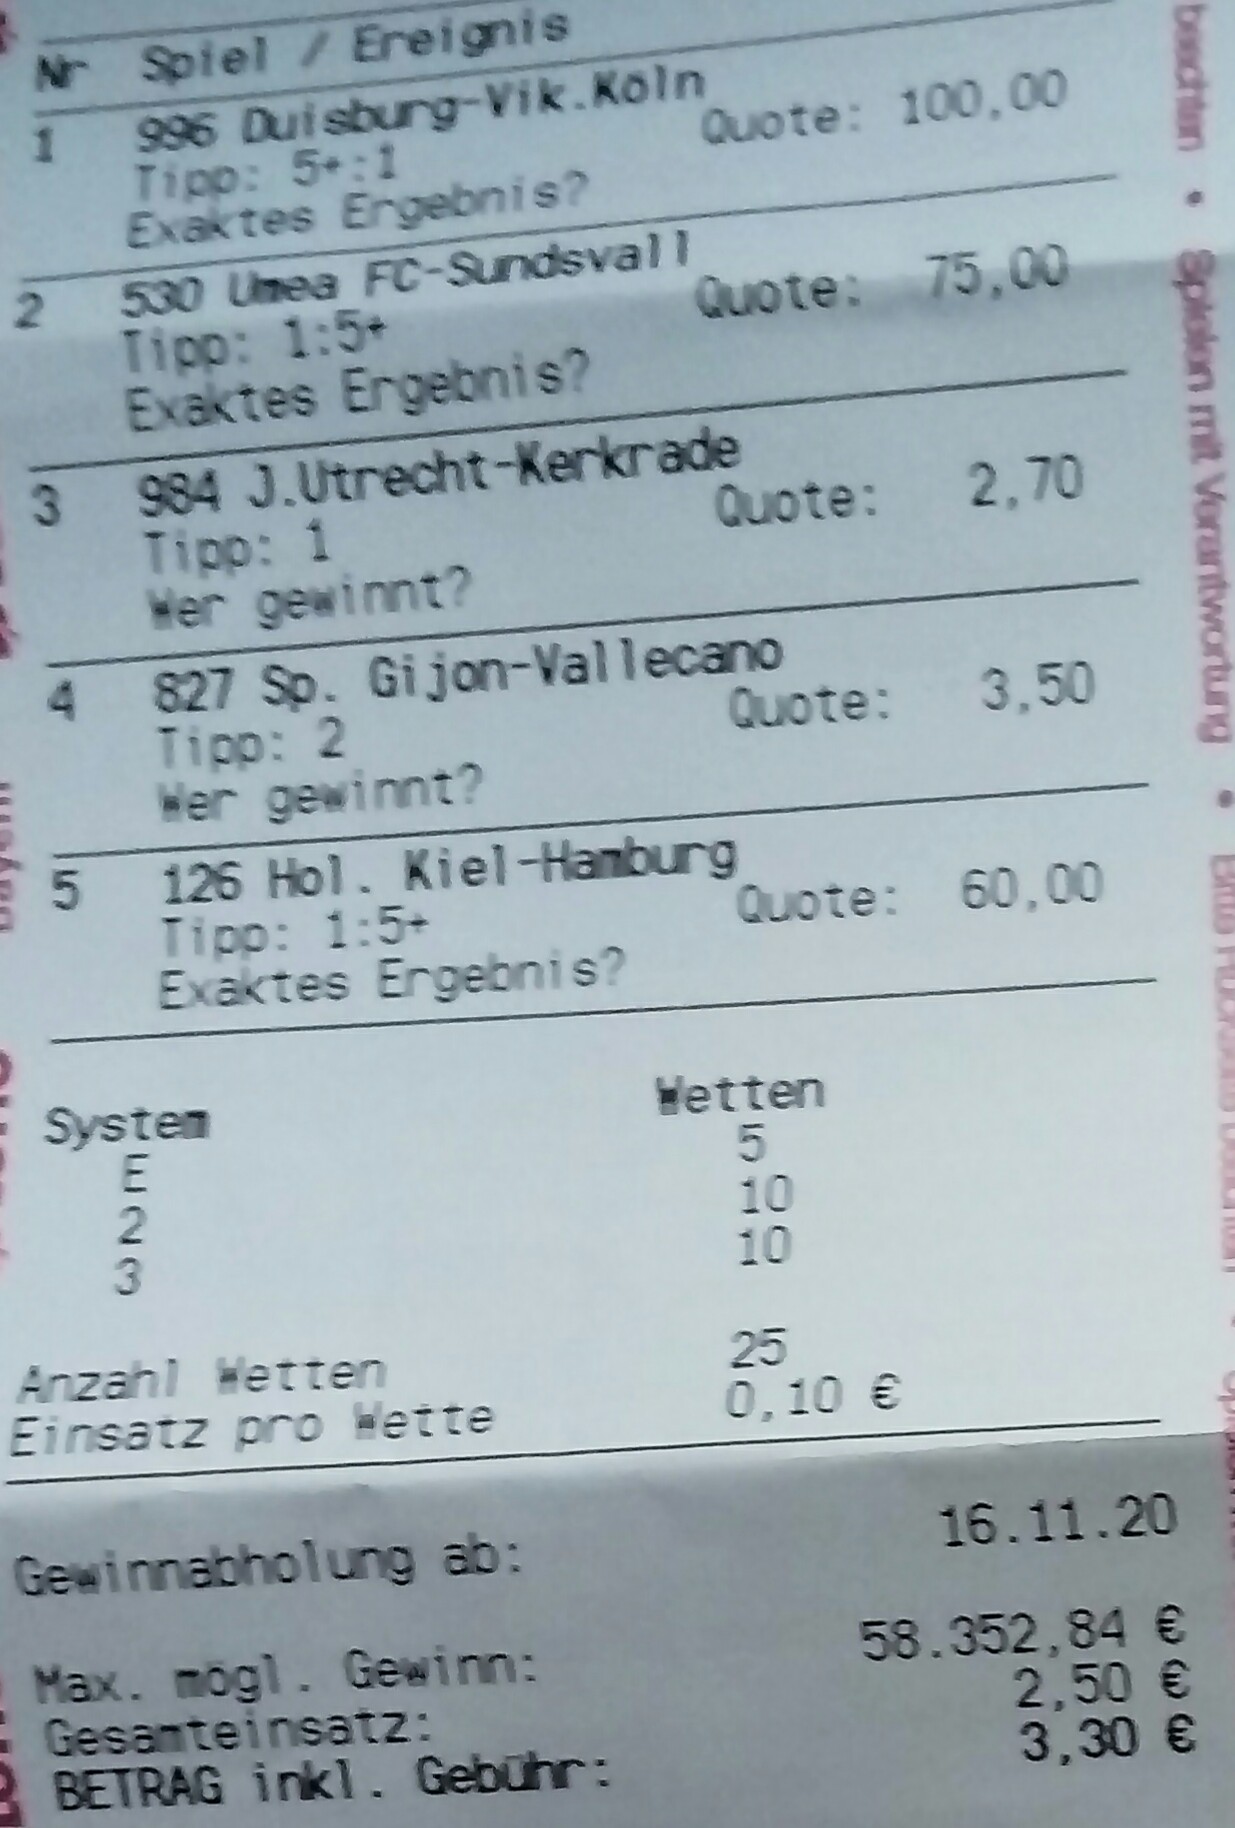 Nr Spiel / Ereignis
1 996 Duisburg-Vik.Köln
Quote: 100,00
Tipp: 5+:1
Exaktes Ergebnis?
2 530 Umea FC-Sundsvall
Quote: 75,00
Tipp: 1:5+
Exaktes Ergebnis?
3 984 J.Utrecht-Kerkrade
Quote: 2,70
Tipp: 1
Wer gewinnt?
4 827 Sp. Gijon-Vallecano
Quote: 3,50
Tipp: 2
Wer gewinnt?
5 126 Hol. Kiel-Hamburg
Quote: 60,00
Tipp: 1:5+
Exaktes Ergebnis?
System Wetten
E 5
2 10
3 10
Anzahl Wetten 25
Einsatz pro Wette 0,10 €
Gewinnabholung ab: 16.11.20
Max. mögl. Gewinn: 58.352,84 €
Gesamteinsatz: 2,50 €
BETRAG inkl. Gebühr: 3,30 €
• Spielen mit Verantwortung •